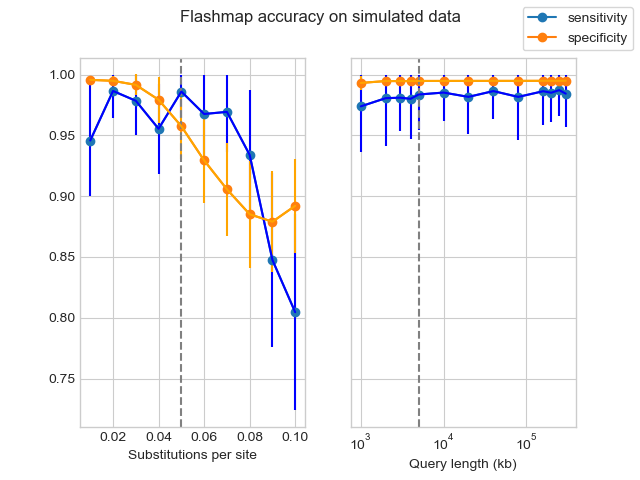 Flashmap accuracy on simulated data
sensitivity
specificity
1.00
0.95
0.90
0.85
0.80
0.75
0.02 0.04 0.06 0.08 0.10
Substitutions per site
10³ 10⁴ 10⁵
Query length (kb)